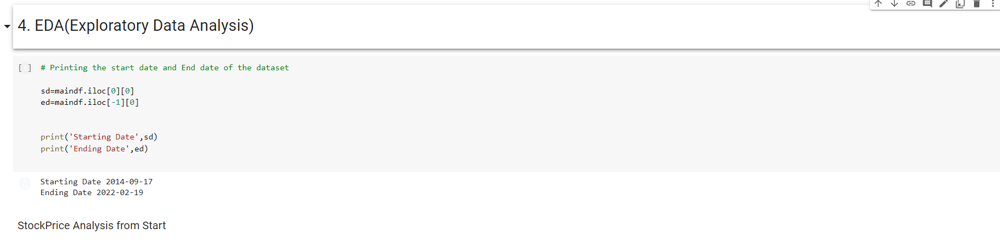 4. EDA(Exploratory Data Analysis)
[ ] # Printing the start date and End date of the dataset
sd=maindf.iloc[0][0]
ed=maindf.iloc[-1][0]
print('Starting Date',sd)
print('Ending Date',ed)
Starting Date 2014-09-17
Ending Date 2022-02-19
StockPrice Analysis from Start